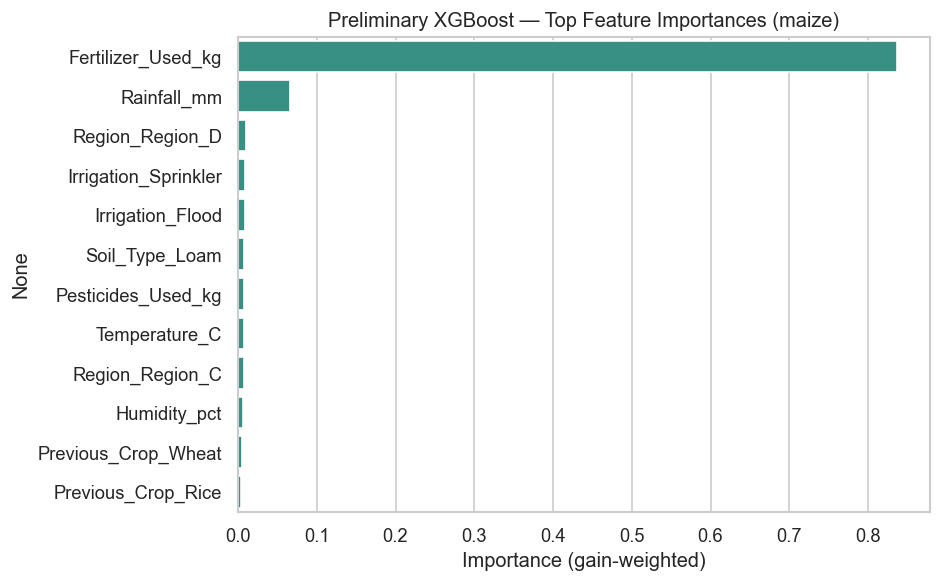 Preliminary XGBoost — Top Feature Importances (maize)
Fertilizer_Used_kg
Rainfall_mm
Region_Region_D
Irrigation_Sprinkler
Irrigation_Flood
Soil_Type_Loam
Pesticides_Used_kg
Temperature_C
Region_Region_C
Humidity_pct
Previous_Crop_Wheat
Previous_Crop_Rice
None
0.0 0.1 0.2 0.3 0.4 0.5 0.6 0.7 0.8
Importance (gain-weighted)